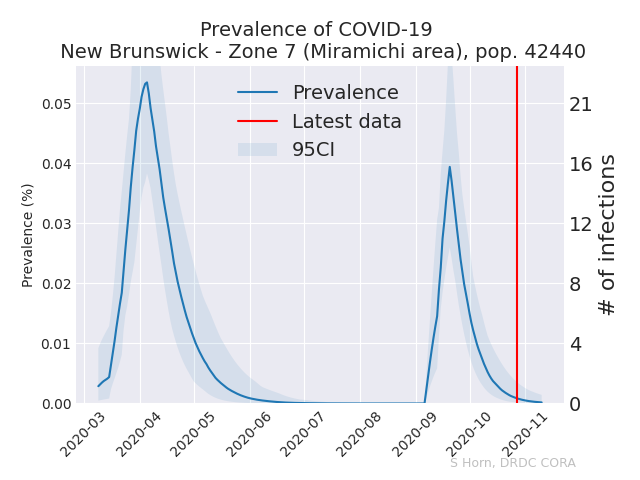 Prevalence of COVID-19
New Brunswick - Zone 7 (Miramichi area), pop. 42440
Prevalence
Latest data
95CI
Prevalence (%)
0.05
0.04
0.03
0.02
0.01
0.00
21
16
12
8
4
0
# of infections
2020-03
2020-04
2020-05
2020-06
2020-07
2020-08
2020-09
2020-10
2020-11
S Horn, DRDC CORA